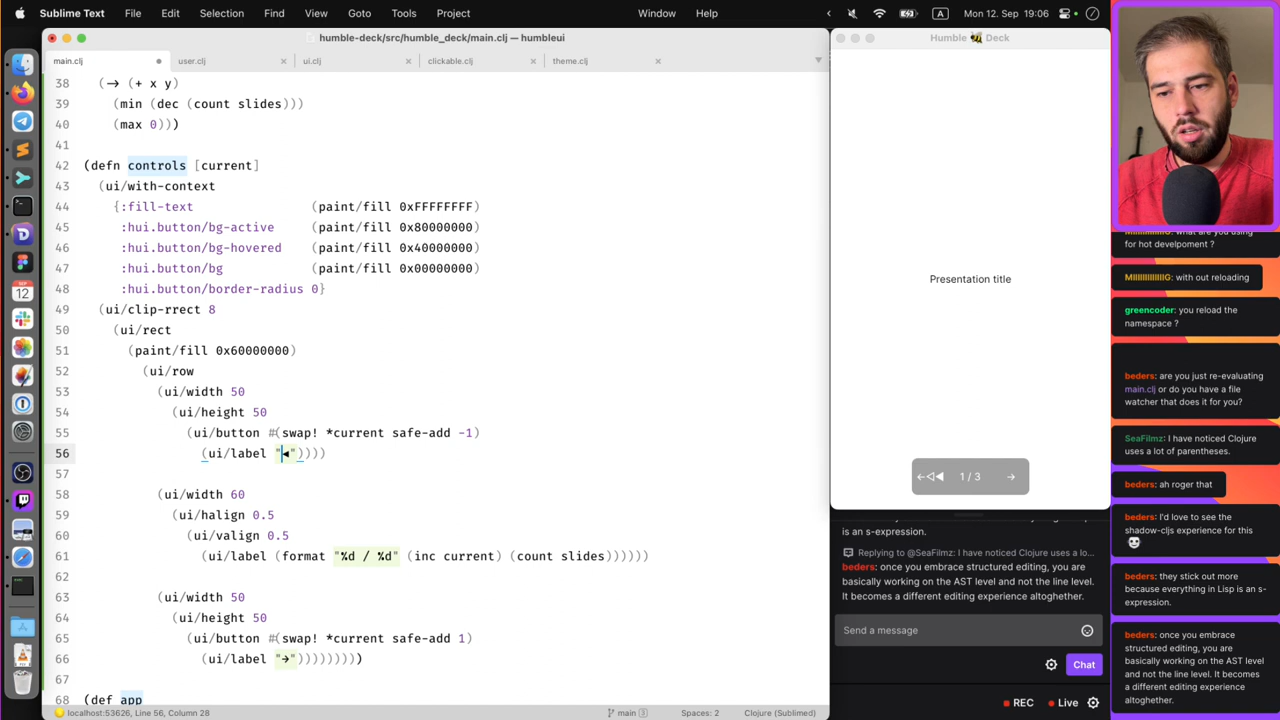 Sublime Text File Edit Selection Find View Goto Tools Project Window Help A Mon 12. Sep 19:06
humble-deck/src/humble_deck/main.clj — humbleui
main.clj user.clj ui.clj clickable.clj theme.clj
38 (-> (+ x y)
39 (min (dec (count slides)))
40 (max 0)))
41
42 (defn controls [current]
43 (ui/with-context
44 {:fill-text (paint/fill 0xFFFFFFFF)
45 :hui.button/bg-active (paint/fill 0x80000000)
46 :hui.button/bg-hovered (paint/fill 0x40000000)
47 :hui.button/bg (paint/fill 0x00000000)
48 :hui.button/border-radius 0}
49 (ui/clip-rrect 8
50 (ui/rect
51 (paint/fill 0x60000000)
52 (ui/row
53 (ui/width 50
54 (ui/height 50
55 (ui/button #(swap! *current safe-add -1)
56 (ui/label "◀"))))
57
58 (ui/width 60
59 (ui/halign 0.5
60 (ui/valign 0.5
61 (ui/label (format "%d / %d" (inc current) (count slides))))))
62
63 (ui/width 50
64 (ui/height 50
65 (ui/button #(swap! *current safe-add 1)
66 (ui/label "→"))))))))
67
68 (def app
localhost:53626, Line 56, Column 28 main 3 Spaces: 2 Clojure (Sublimed)
SEP
12
Humble 🐝 Deck
Presentation title
←◁◀ 1 / 3 →
is an s-expression.
Replying to @SeaFilmz: I have noticed Clojure uses a lo...
beders: once you embrace structured editing, you are
basically working on the AST level and not the line level.
It becomes a different editing experience altoghether.
Send a message
Chat
REC Live
for hot develpoment ?
MIIIIIIIIIIIIG: with out reloading
greencoder: you reload the
namespace ?
beders: are you just re-evaluating
main.clj or do you have a file
watcher that does it for you?
SeaFilmz: I have noticed Clojure
uses a lot of parentheses.
beders: ah roger that
beders: I'd love to see the
shadow-cljs experience for this
beders: they stick out more
because everything in Lisp is an s-
expression.
beders: once you embrace
structured editing, you are
basically working on the AST level
and not the line level. It becomes
a different editing experience
altoghether.